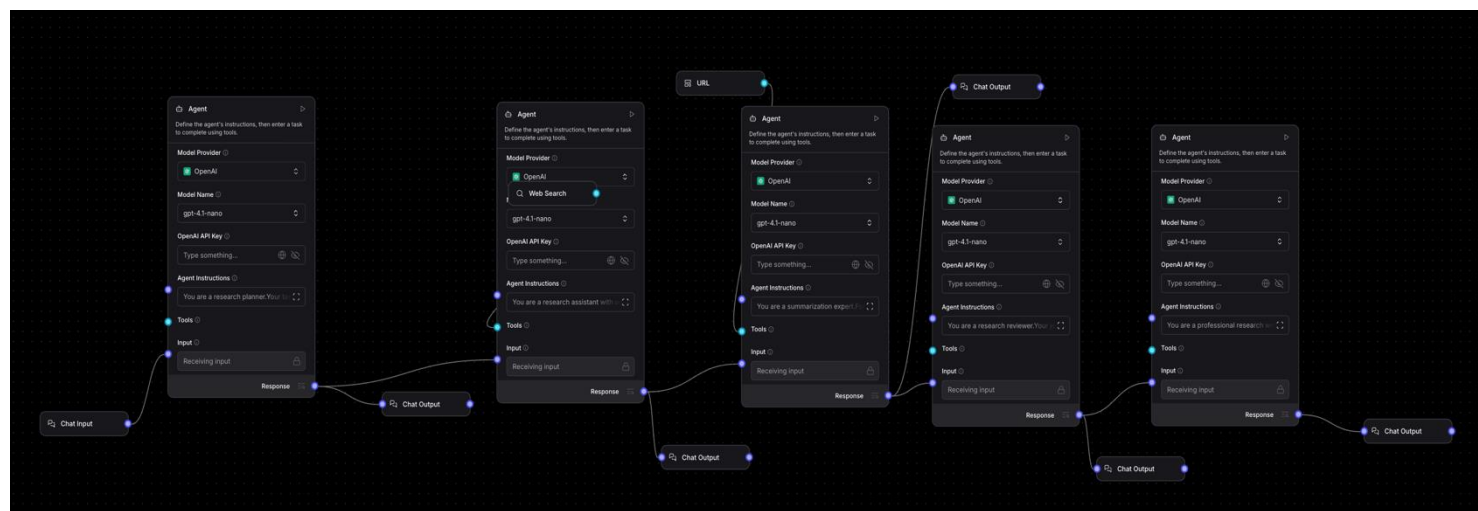 Agent
Define the agent's instructions, then enter a task
to complete using tools.
Model Provider
OpenAI
Model Name
gpt-4.1-nano
OpenAI API Key
Type something...
Agent Instructions
You are a research planner.Your
Tools
Input
Receiving input
Response
Chat Input
Chat Output
Agent
Define the agent's instructions, then enter a task
to complete using tools.
Model Provider
OpenAI
Web Search
gpt-4.1-nano
OpenAI API Key
Type something...
Agent Instructions
You are a research assistant
Tools
Input
Receiving input
Response
Chat Output
URL
Agent
Define the agent's instructions, then enter a task
to complete using tools.
Model Provider
OpenAI
Model Name
gpt-4.1-nano
OpenAI API Key
Type something...
Agent Instructions
You are a summarization expert.
Tools
Input
Receiving input
Response
Chat Output
Agent
Define the agent's instructions, then enter a task
to complete using tools.
Model Provider
OpenAI
Model Name
gpt-4.1-nano
OpenAI API Key
Type something...
Agent Instructions
You are a research reviewer.Your
Tools
Input
Receiving input
Response
Chat Output
Agent
Define the agent's instructions, then enter a task
to complete using tools.
Model Provider
OpenAI
Model Name
gpt-4.1-nano
OpenAI API Key
Type something...
Agent Instructions
You are a professional research
Tools
Input
Receiving input
Response
Chat Output